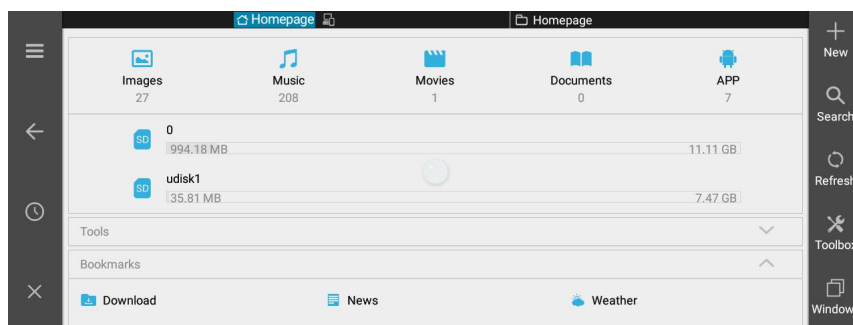 Homepage
Homepage
New
Images
Music
Movies
Documents
APP
27
208
1
0
7
Search
0
994.18 MB
11.11 GB
Refresh
udisk1
35.81 MB
7.47 GB
Tools
Toolbox
Bookmarks
Download
News
Weather
Window